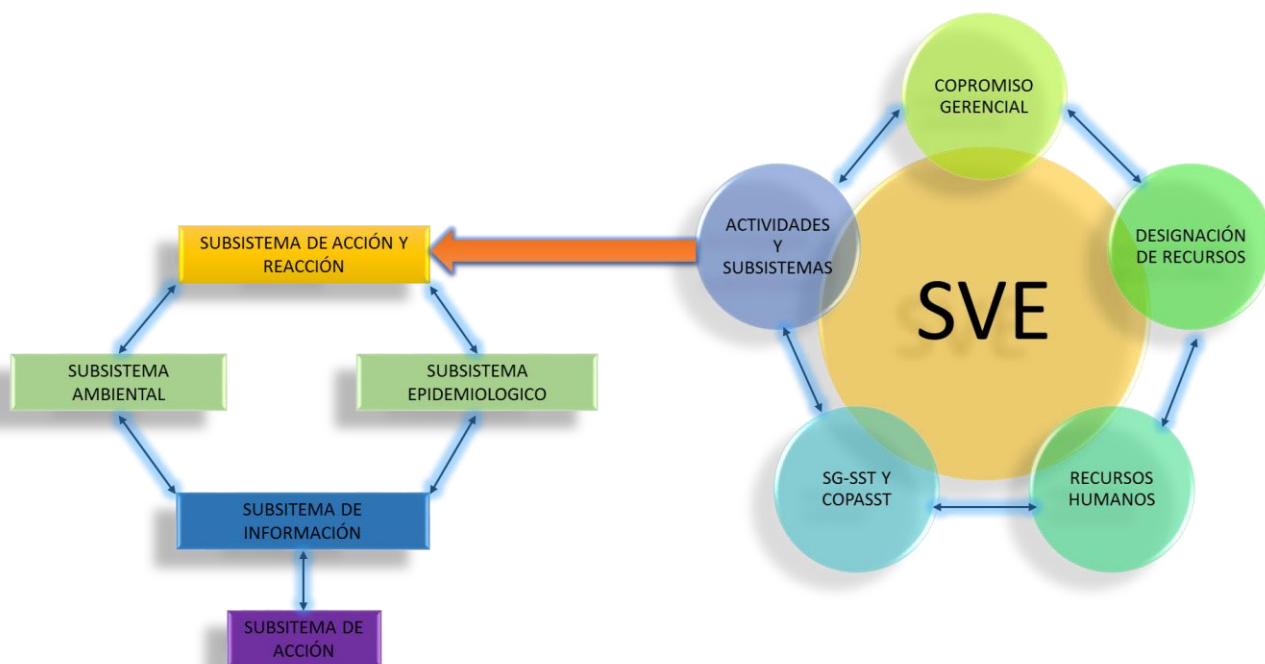 COPROMISO
GERENCIAL
ACTIVIDADES
Y
SUBSISTEMAS
DESIGNACIÓN
DE RECURSOS
SVE
SG-SST Y
COPASST
RECURSOS
HUMANOS
SUBSISTEMA DE ACCIÓN Y
REACCIÓN
SUBSISTEMA
AMBIENTAL
SUBSISTEMA
EPIDEMIOLOGICO
SUBSITEMA DE
INFORMACIÓN
SUBSITEMA DE
ACCIÓN